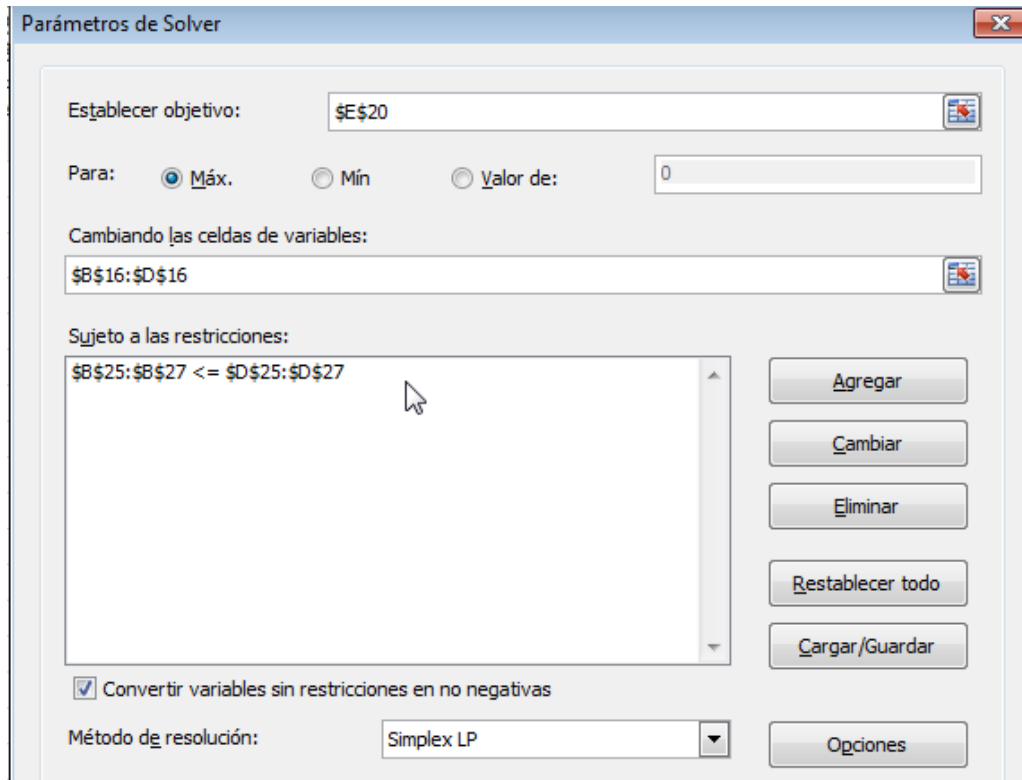 Parámetros de Solver
Establecer objetivo: $E$20
Para: Máx. Mín Valor de: 0
Cambiando las celdas de variables:
$B$16:$D$16
Sujeto a las restricciones:
$B$25:$B$27 <= $D$25:$D$27
Agregar
Cambiar
Eliminar
Restablecer todo
Cargar/Guardar
Convertir variables sin restricciones en no negativas
Método de resolución: Simplex LP Opciones